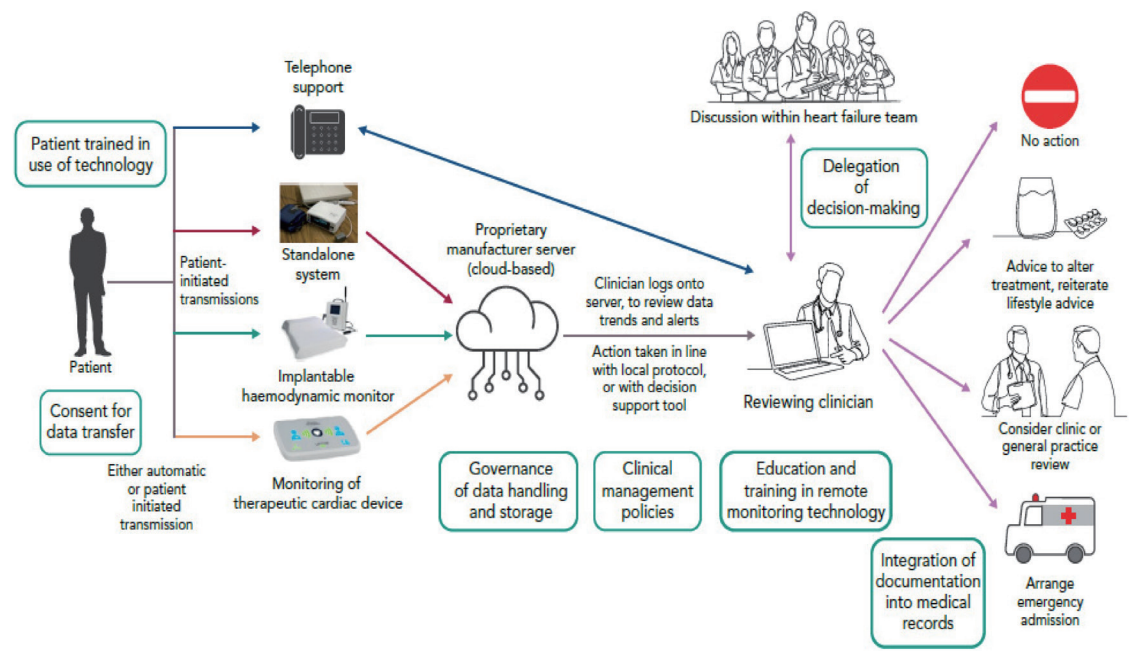 Telephone
support
Patient trained in
use of technology
Patient
Consent for
data transfer
Patient-
initiated
transmissions
Either automatic
or patient
initiated
transmission
Standalone
system
Implantable
haemodynamic monitor
Monitoring of
therapeutic cardiac device
Proprietary
manufacturer server
(cloud-based)
Clinician logs onto
server, to review data
trends and alerts
Action taken in line
with local protocol,
or with decision
support tool
Discussion within heart failure team
Delegation
of
decision-making
Reviewing clinician
Governance
of data handling
and storage
Clinical
management
policies
Education and
training in remote
monitoring technology
Integration of
documentation
into medical
records
No action
Advice to alter
treatment, reiterate
lifestyle advice
Consider clinic or
general practice
review
Arrange
emergency
admission